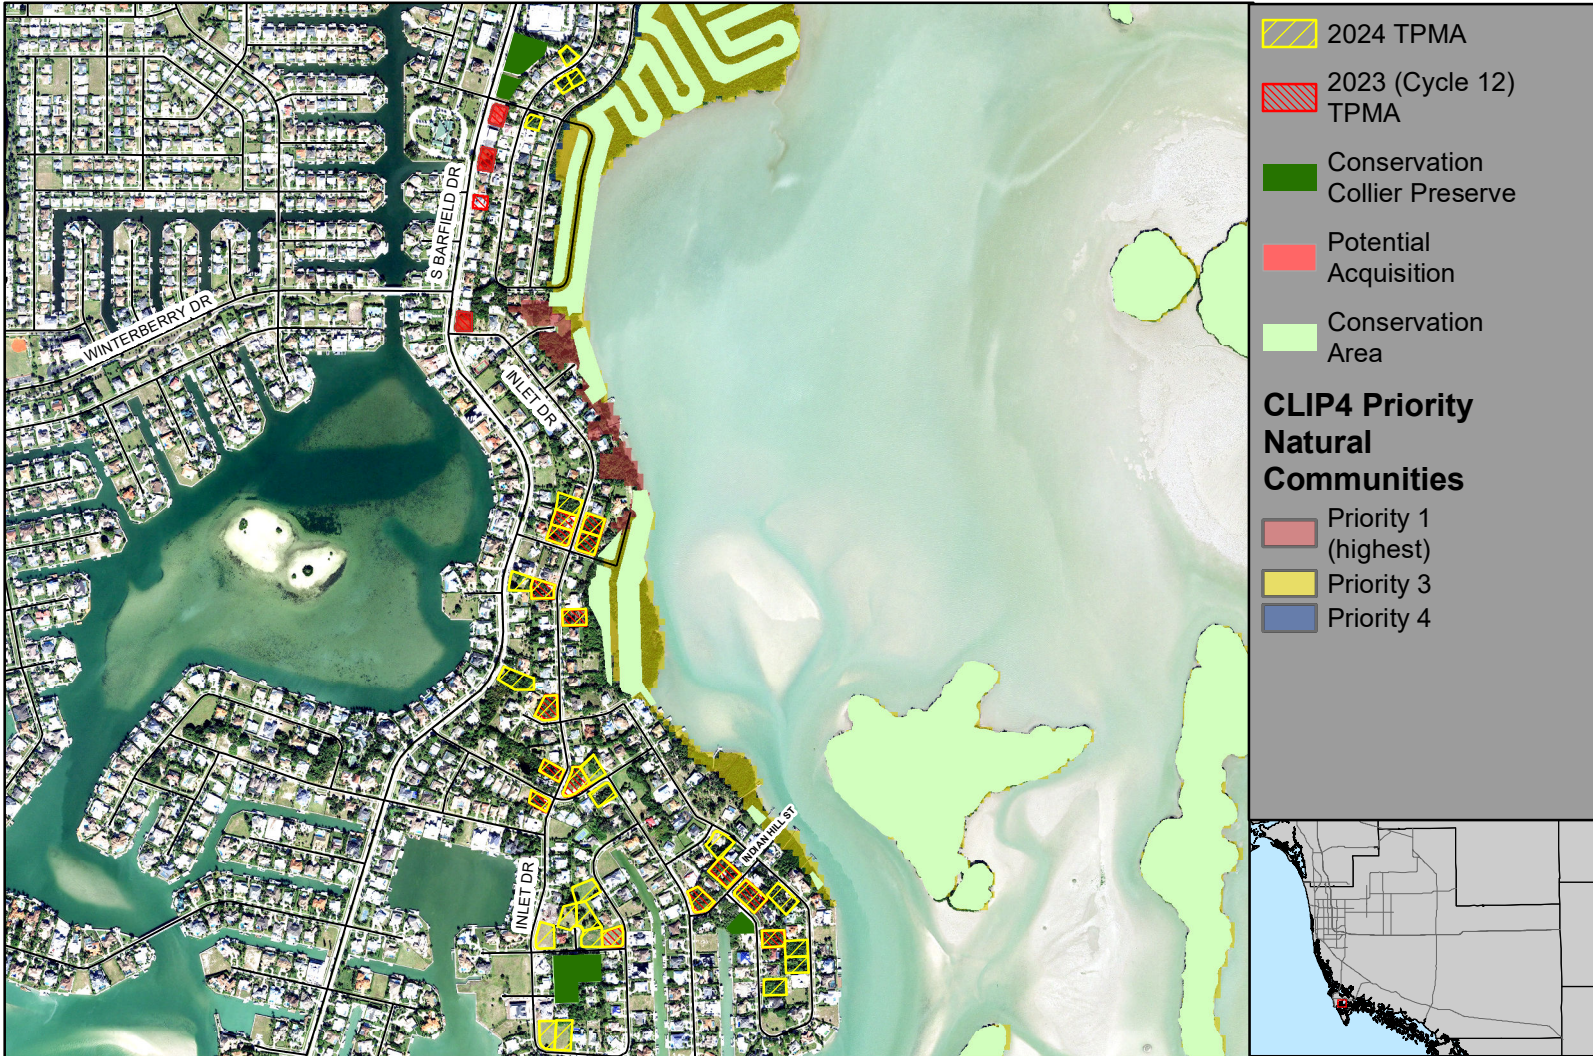 S BARFIELD DR
WINTERBERRY DR
INLET DR
INDIAN HILL ST
INLET DR
2024 TPMA
2023 (Cycle 12)
TPMA
Conservation
Collier Preserve
Potential
Acquisition
Conservation
Area
CLIP4 Priority
Natural
Communities
Priority 1
(highest)
Priority 3
Priority 4